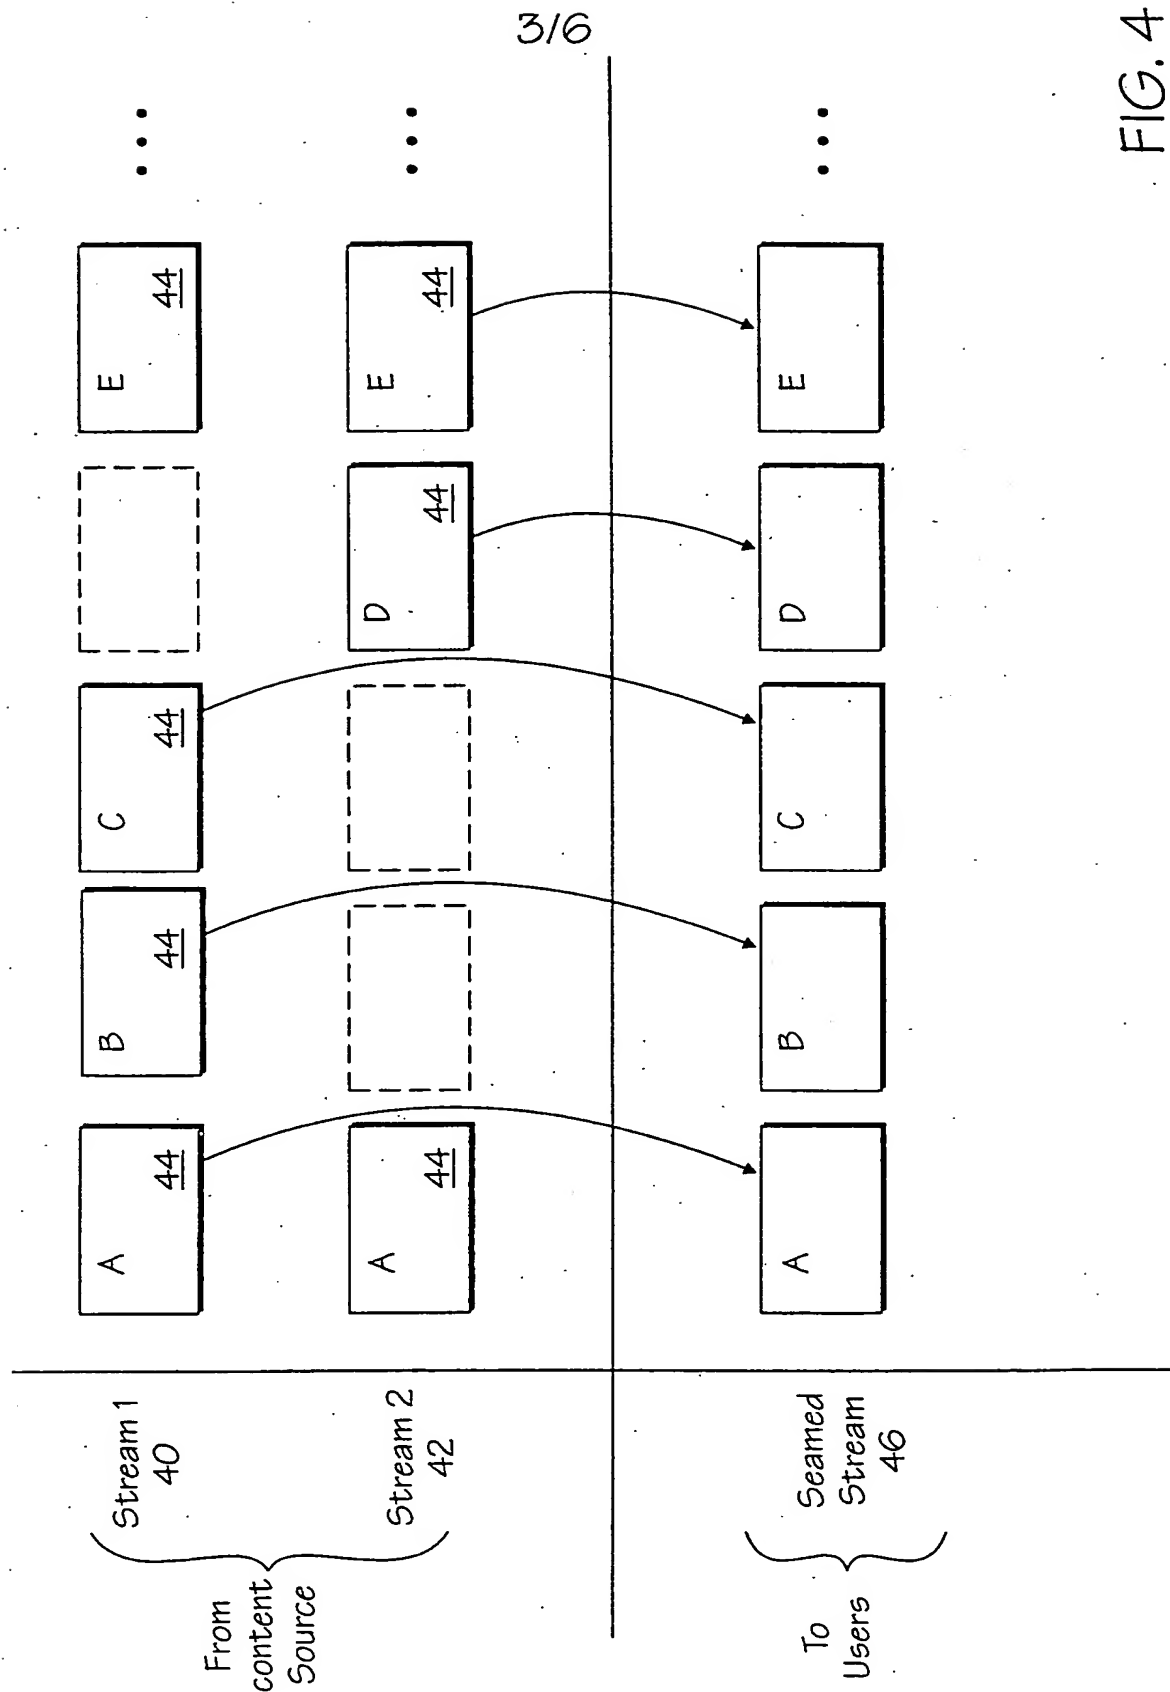 3/6
From
content
Source
Stream 1
40
A
44
B
44
C
44
E
44
...
Stream 2
42
A
44
D
44
E
44
...
To
Users
Seamed
Stream
46
A
B
C
D
E
...
FIG. 4